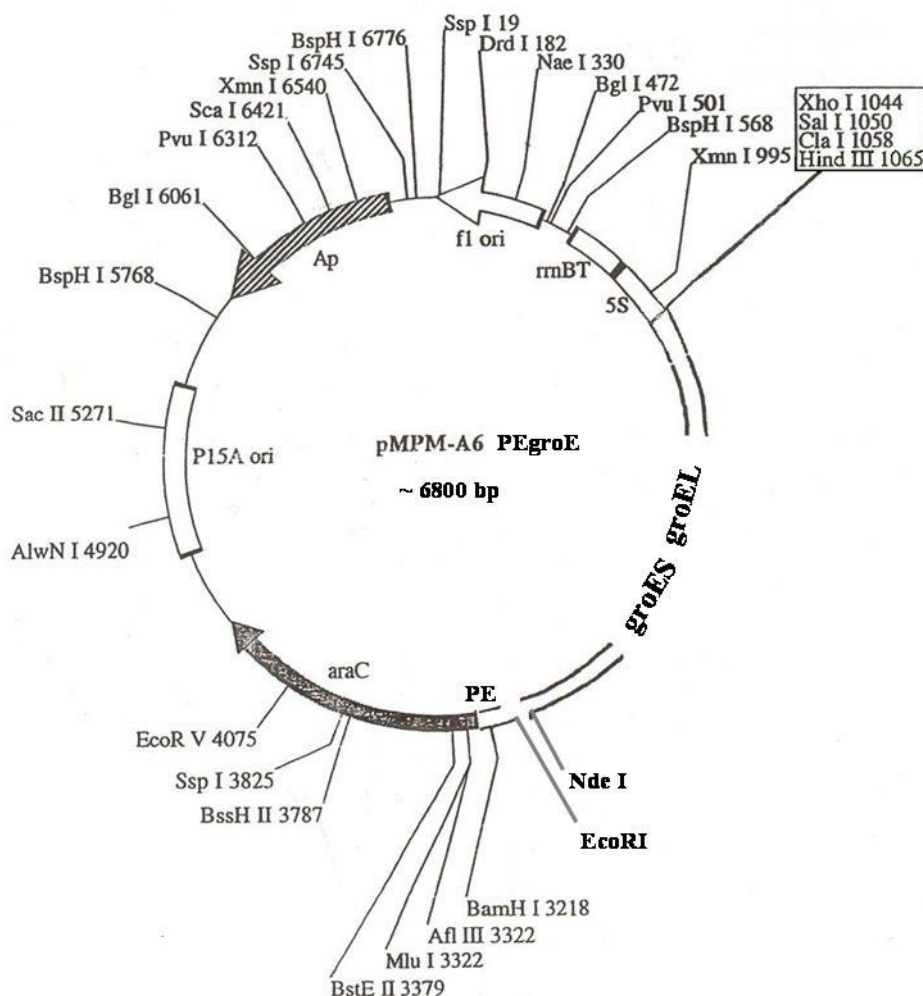 Ssp I 19
Drd I 182
Nae I 330
Bgl I 472
Pvu I 501
BspH I 568
Xmn I 995
Xho I 1044
Sal I 1050
Cla I 1058
Hind III 1065
BspH I 6776
Ssp I 6745
Xmn I 6540
Sca I 6421
Pvu I 6312
Bgl I 6061
BspH I 5768
Sac II 5271
AlwN I 4920
Ap
f1 ori
rrnBT
5S
P15A ori
pMPM-A6 PEgroE
~ 6800 bp
groES groEL
araC
PE
EcoR V 4075
Ssp I 3825
BssH II 3787
Nde I
EcoRI
BamH I 3218
Afl III 3322
Mlu I 3322
BstE II 3379